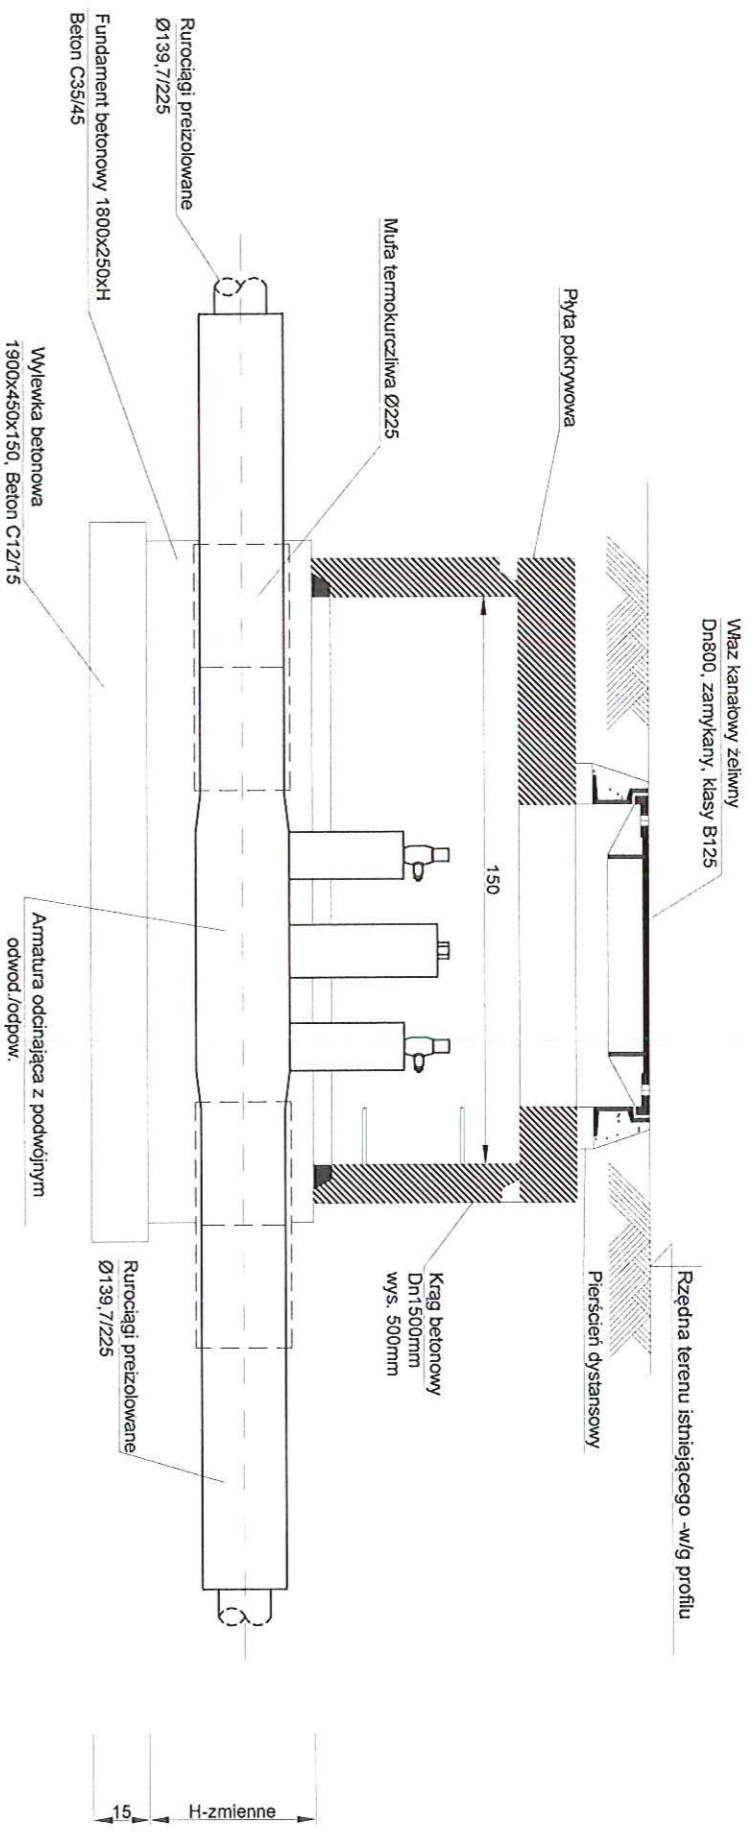 Właz kanałowy żeliwny
Dn800, zamykany, klasy B125
Rzędna terenu istniejącego -w/g profilu
Płyta pokrywowa
Pierścień dystansowy
Mufa termokurczliwa Ø225
150
Krąg betonowy
Dn1500mm
wys. 500mm
Rurociągi preizolowane
Ø139,7/225
Fundament betonowy 1800x250xH
Beton C35/45
Rurociągi preizolowane
Ø139,7/225
Wylewka betonowa
1900x450x150, Beton C12/15
Armatura odcinająca z podwójnym
odwod./odpow.
H-zmienne
15